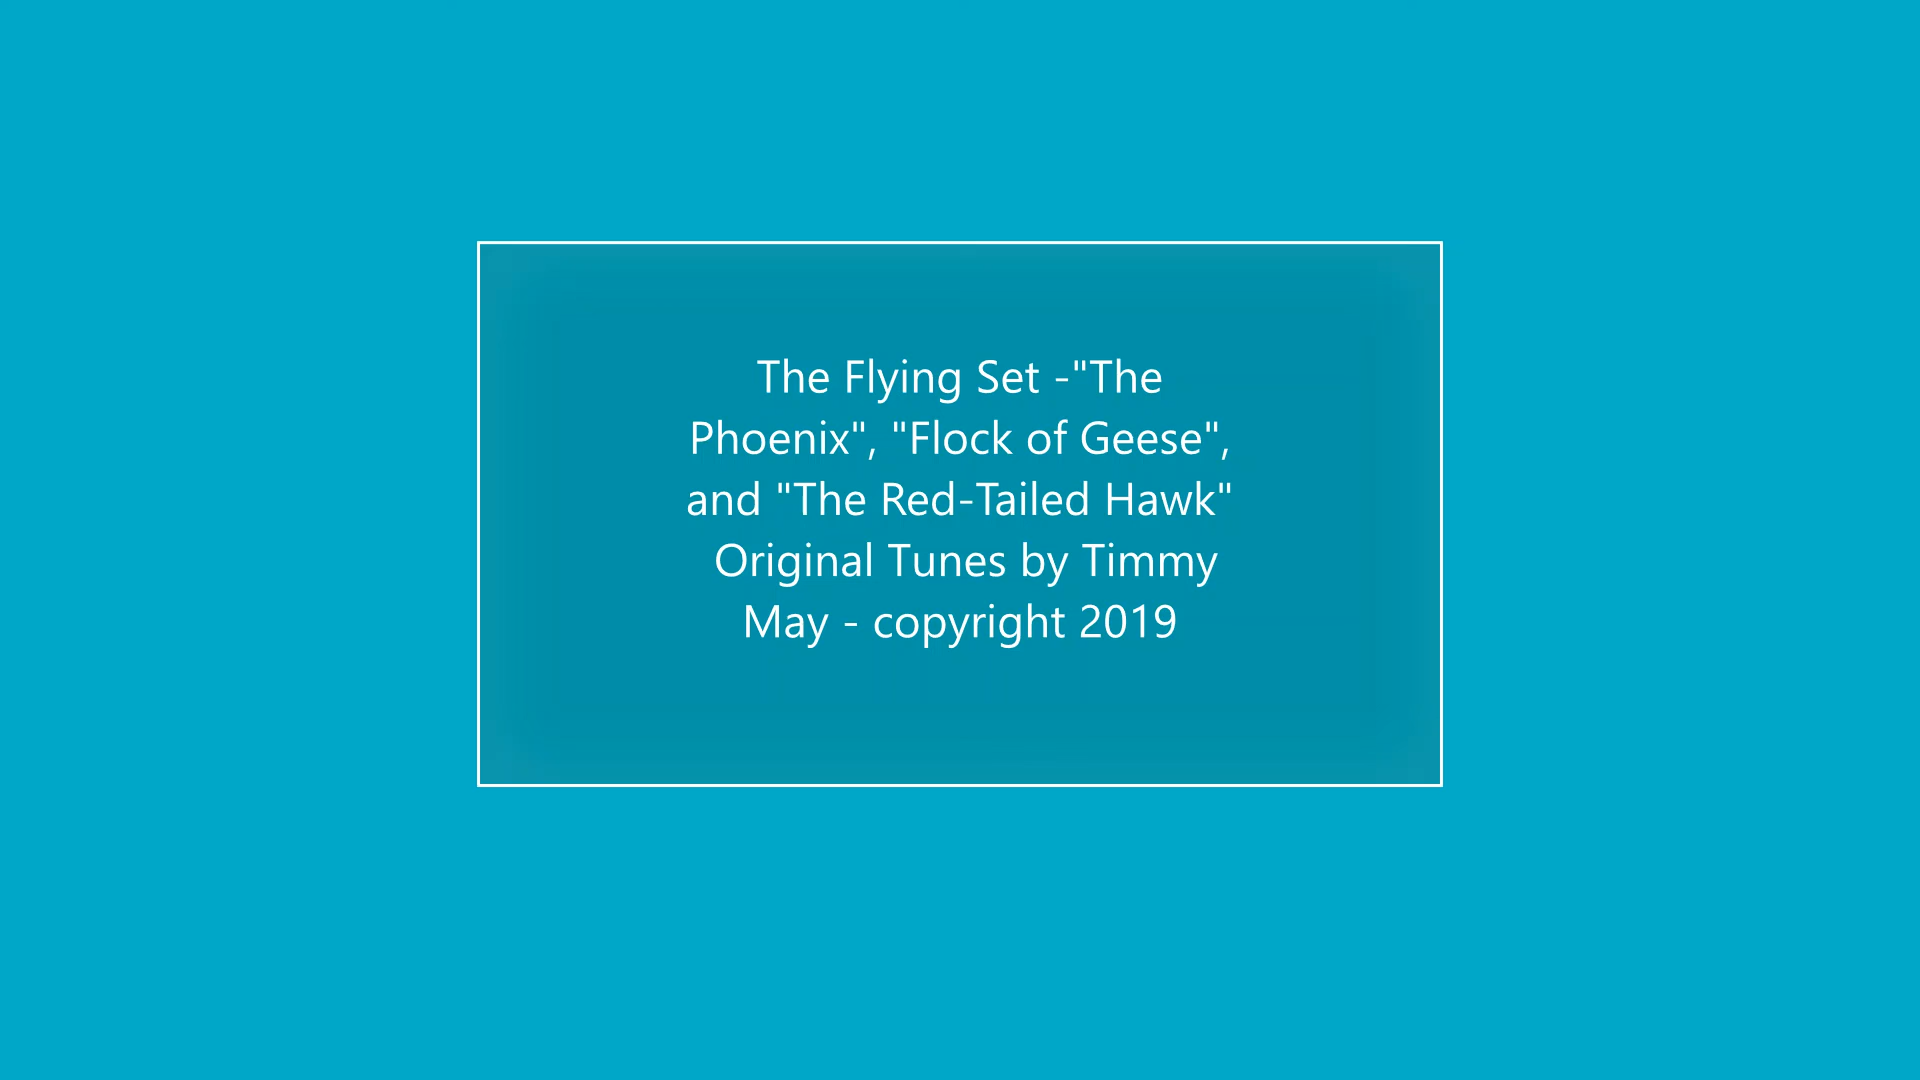 The Flying Set -"The
Phoenix", "Flock of Geese",
and "The Red-Tailed Hawk"
Original Tunes by Timmy
May - copyright 2019